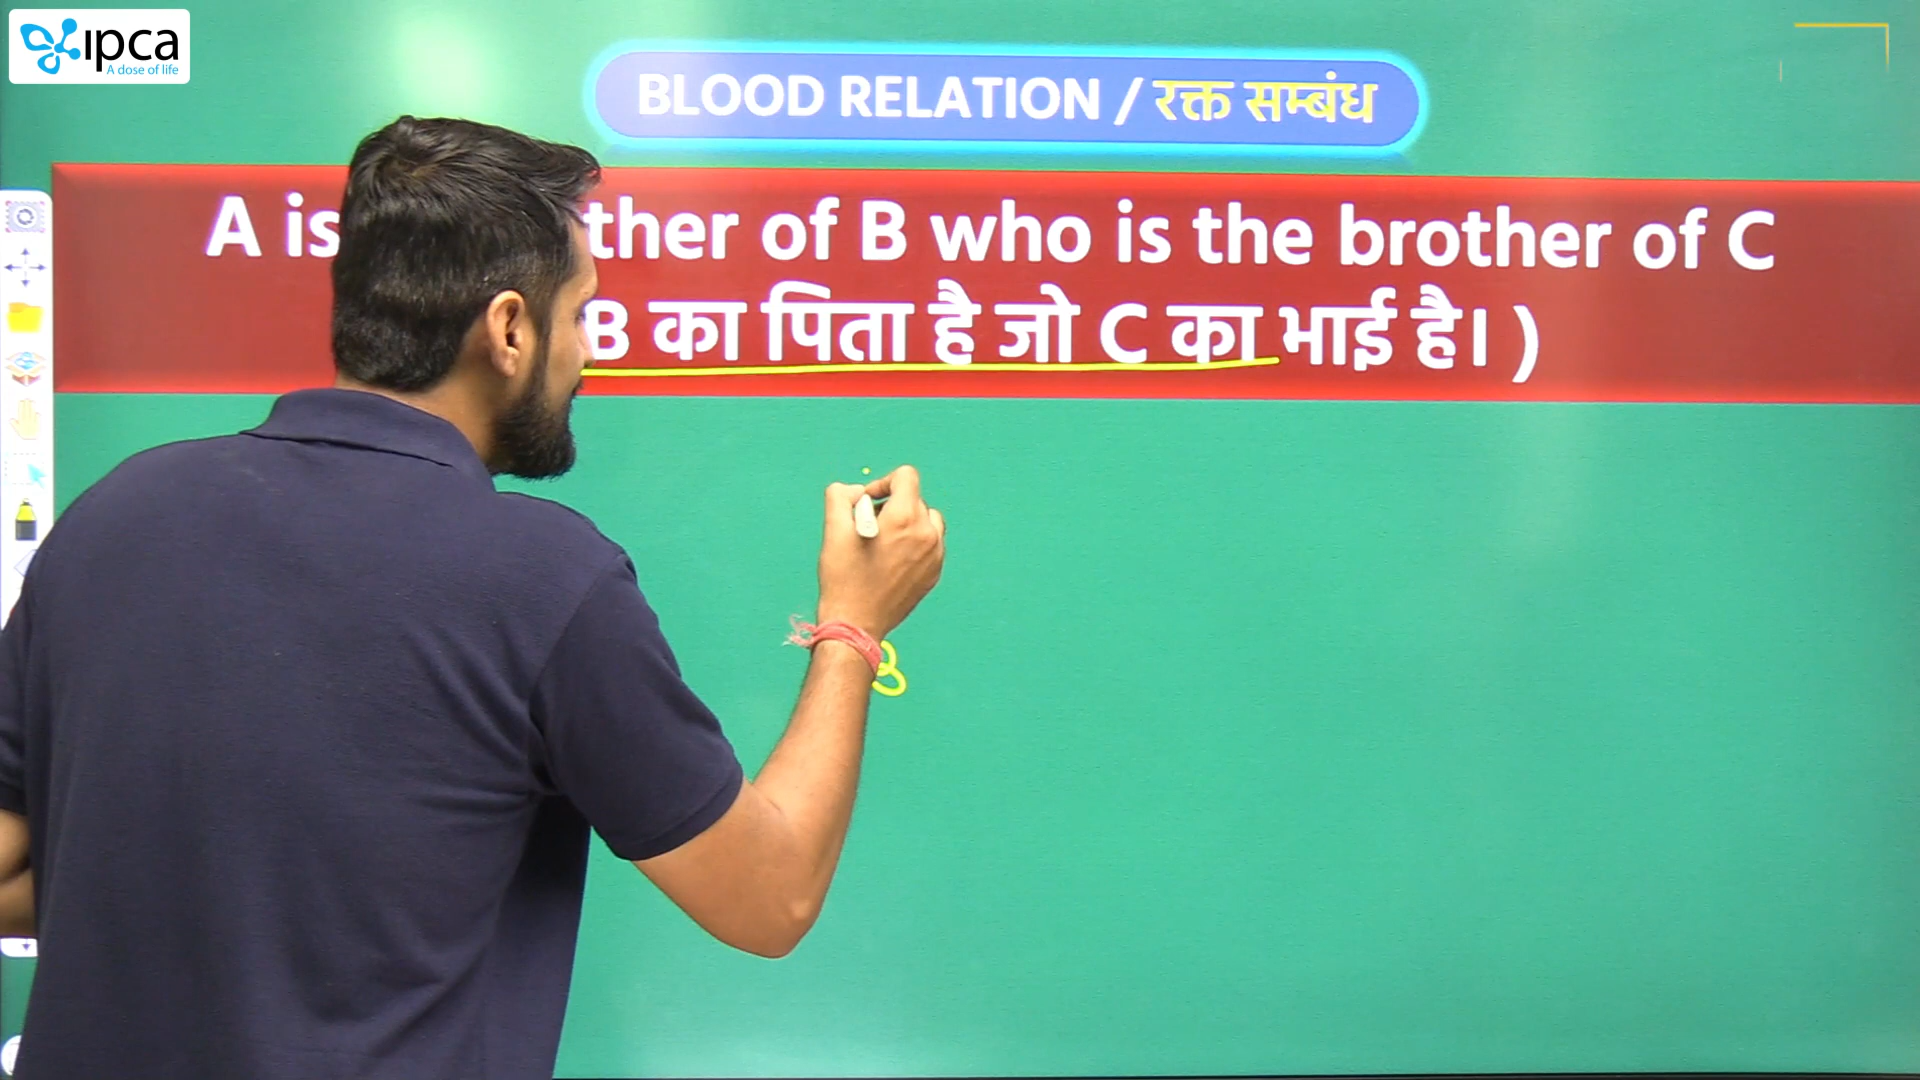 ipca
A dose of life
BLOOD RELATION / रक्त सम्बंध
A is ther of B who is the brother of C
B का पिता है जो C का भाई है। )
B